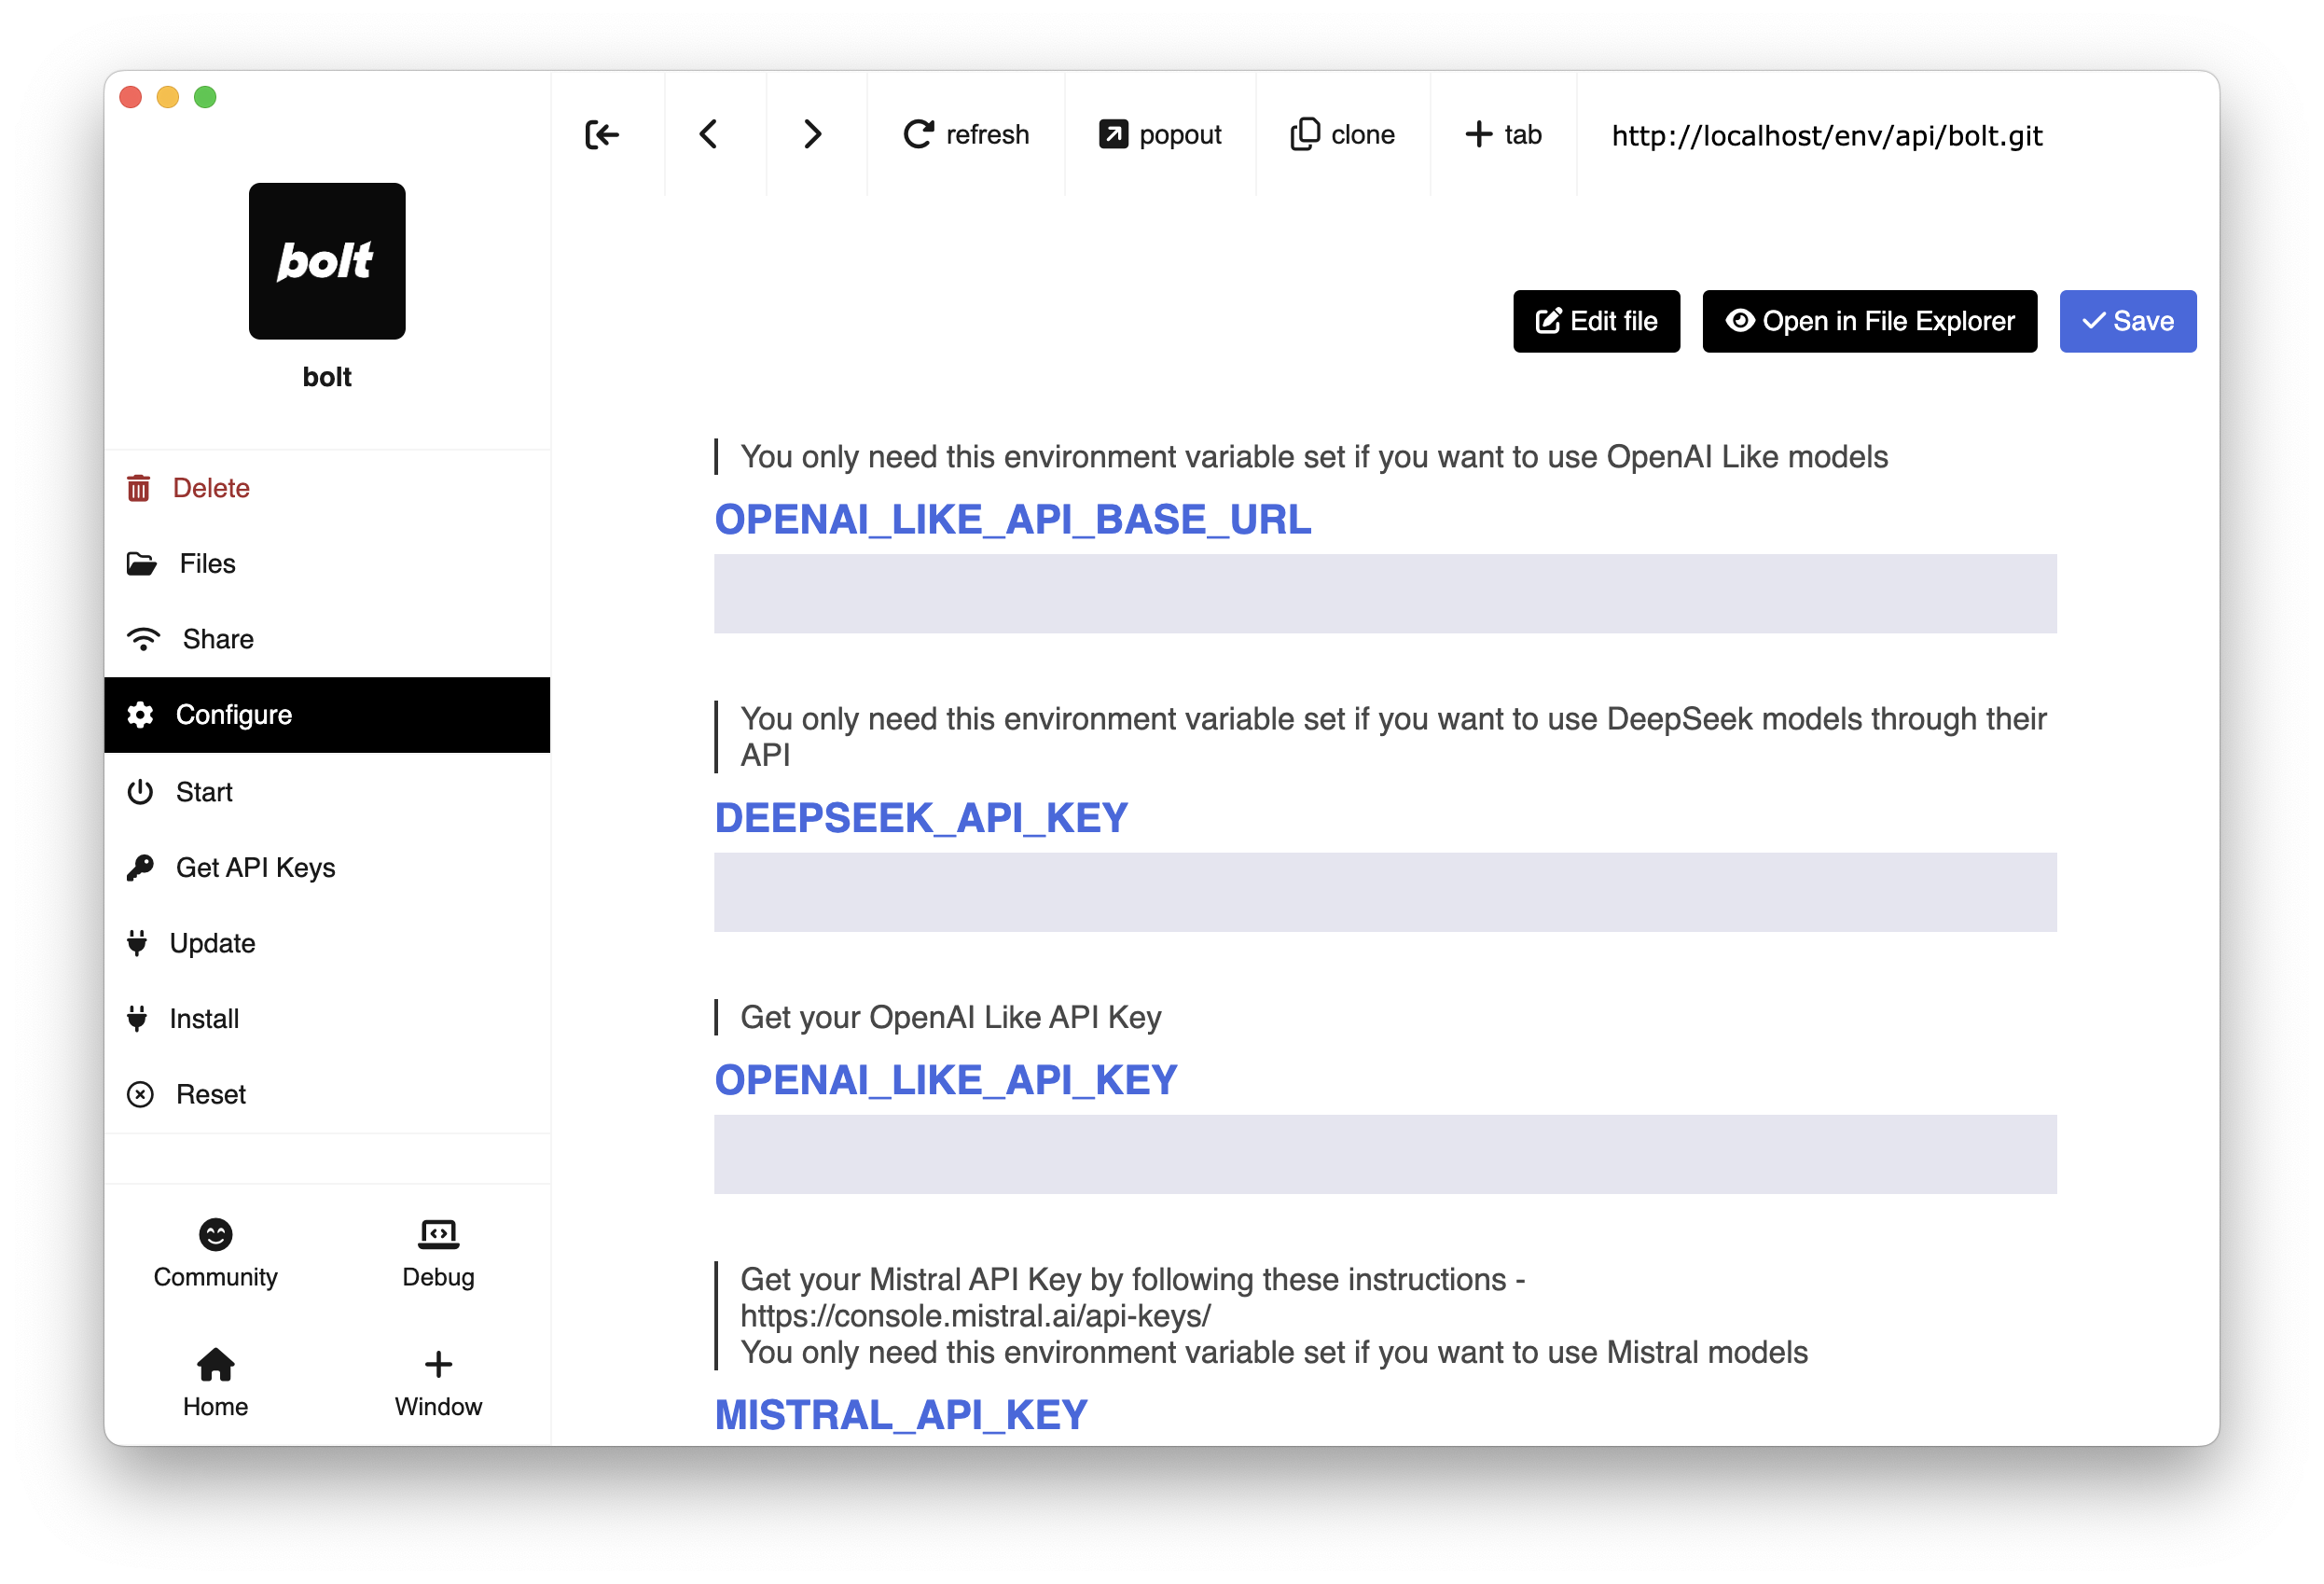 refresh
popout
clone
tab
http://localhost/env/api/bolt.git
bolt
bolt
Delete
Files
Share
Configure
Start
Get API Keys
Update
Install
Reset
Community
Debug
Home
Window
Edit file
Open in File Explorer
Save
You only need this environment variable set if you want to use OpenAI Like models
OPENAI_LIKE_API_BASE_URL
You only need this environment variable set if you want to use DeepSeek models through their
API
DEEPSEEK_API_KEY
Get your OpenAI Like API Key
OPENAI_LIKE_API_KEY
Get your Mistral API Key by following these instructions -
https://console.mistral.ai/api-keys/
You only need this environment variable set if you want to use Mistral models
MISTRAL_API_KEY